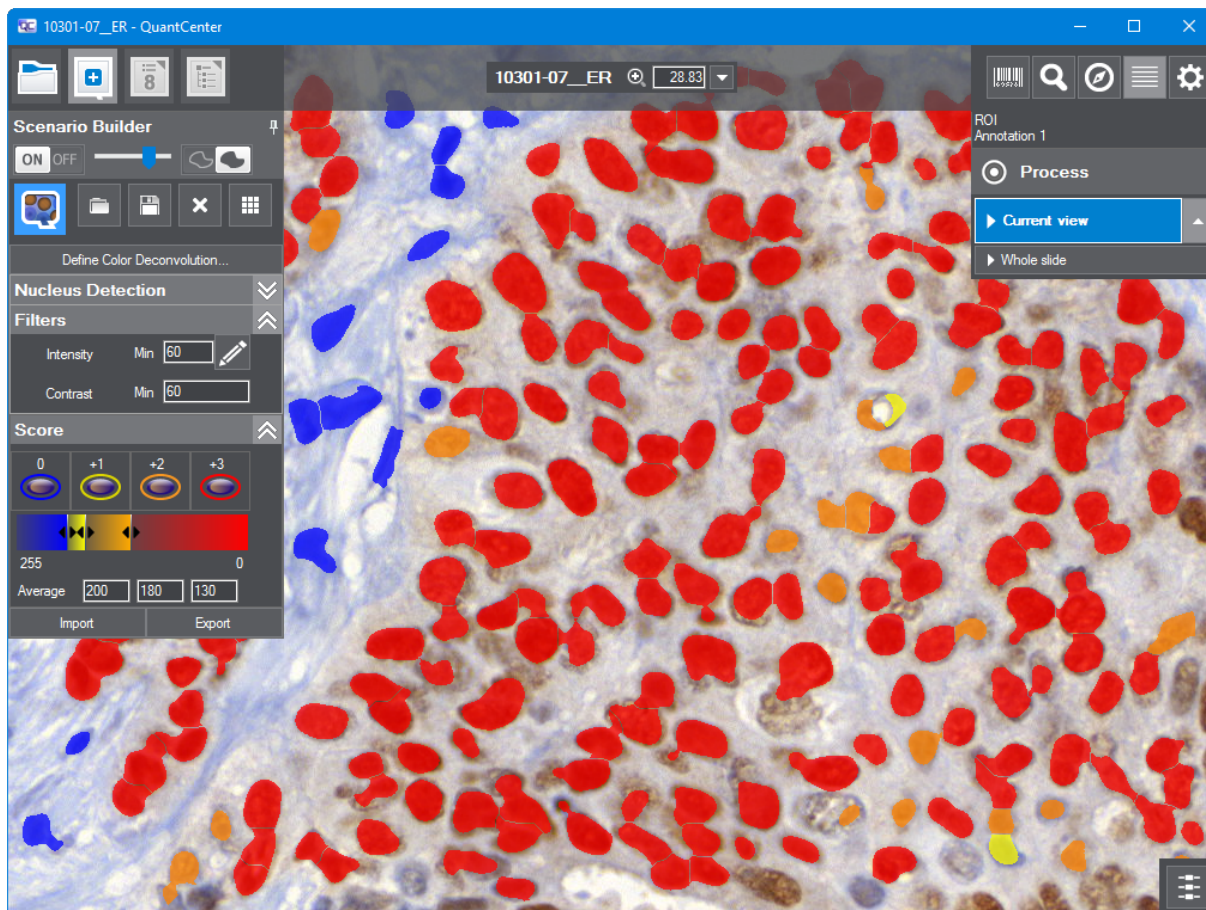 10301-07__ER - QuantCenter
8
10301-07__ER 28.83
Scenario Builder
ON OFF
Define Color Deconvolution...
Nucleus Detection
Filters
Intensity Min 60
Contrast Min 60
Score
0 +1 +2 +3
255 0
Average 200 180 130
Import Export
ROI
Annotation 1
Process
Current view
Whole slide